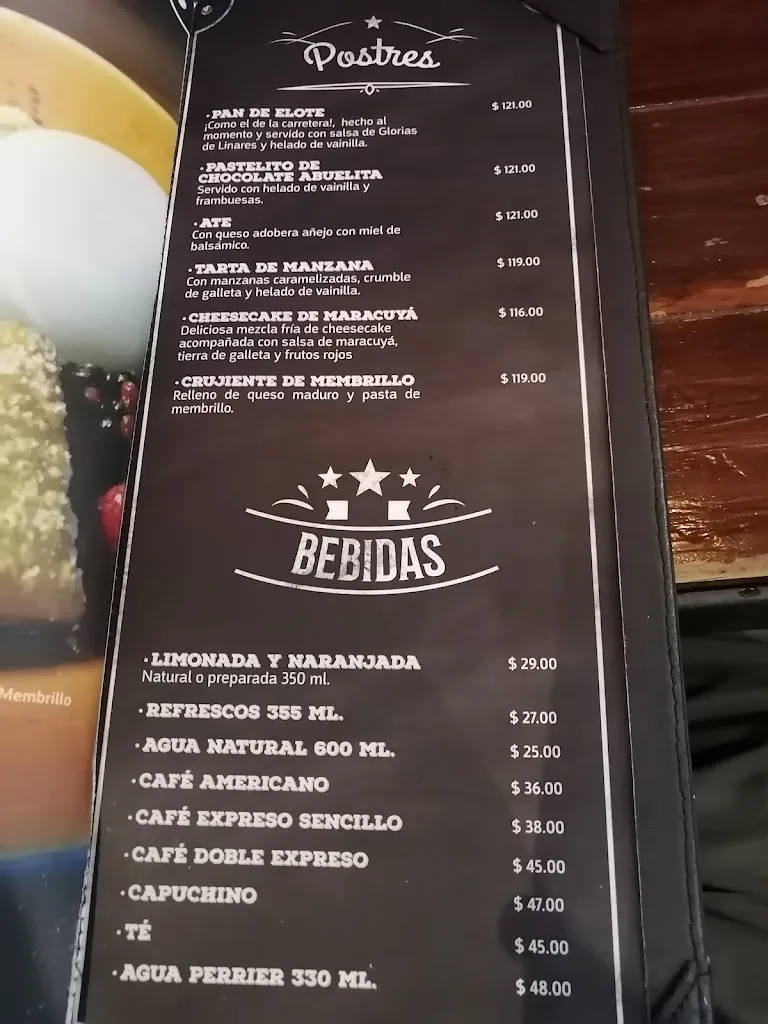 Postres
· PAN DE ELOTE $ 121.00
¡Como el de la carretera!, hecho al
momento y servido con salsa de Glorias
de Linares y helado de vainilla.
· PASTELITO DE
CHOCOLATE ABUELITA $ 121.00
Servido con helado de vainilla y
frambuesas.
· ATE $ 121.00
Con queso adobera añejo con miel de
balsámico.
· TARTA DE MANZANA $ 119.00
Con manzanas caramelizadas, crumble
de galleta y helado de vainilla.
· CHEESECAKE DE MARACUYÁ $ 116.00
Deliciosa mezcla fría de cheesecake
acompañada con salsa de maracuyá,
tierra de galleta y frutos rojos
· CRUJIENTE DE MEMBRILLO $ 119.00
Relleno de queso maduro y pasta de
membrillo.
BEBIDAS
· LIMONADA Y NARANJADA $ 29.00
Natural o preparada 350 ml.
· REFRESCOS 355 ML. $ 27.00
· AGUA NATURAL 600 ML. $ 25.00
· CAFÉ AMERICANO $ 36.00
· CAFÉ EXPRESO SENCILLO $ 38.00
· CAFÉ DOBLE EXPRESO $ 45.00
· CAPUCHINO $ 47.00
· TÉ $ 45.00
· AGUA PERRIER 330 ML. $ 48.00
Membrillo